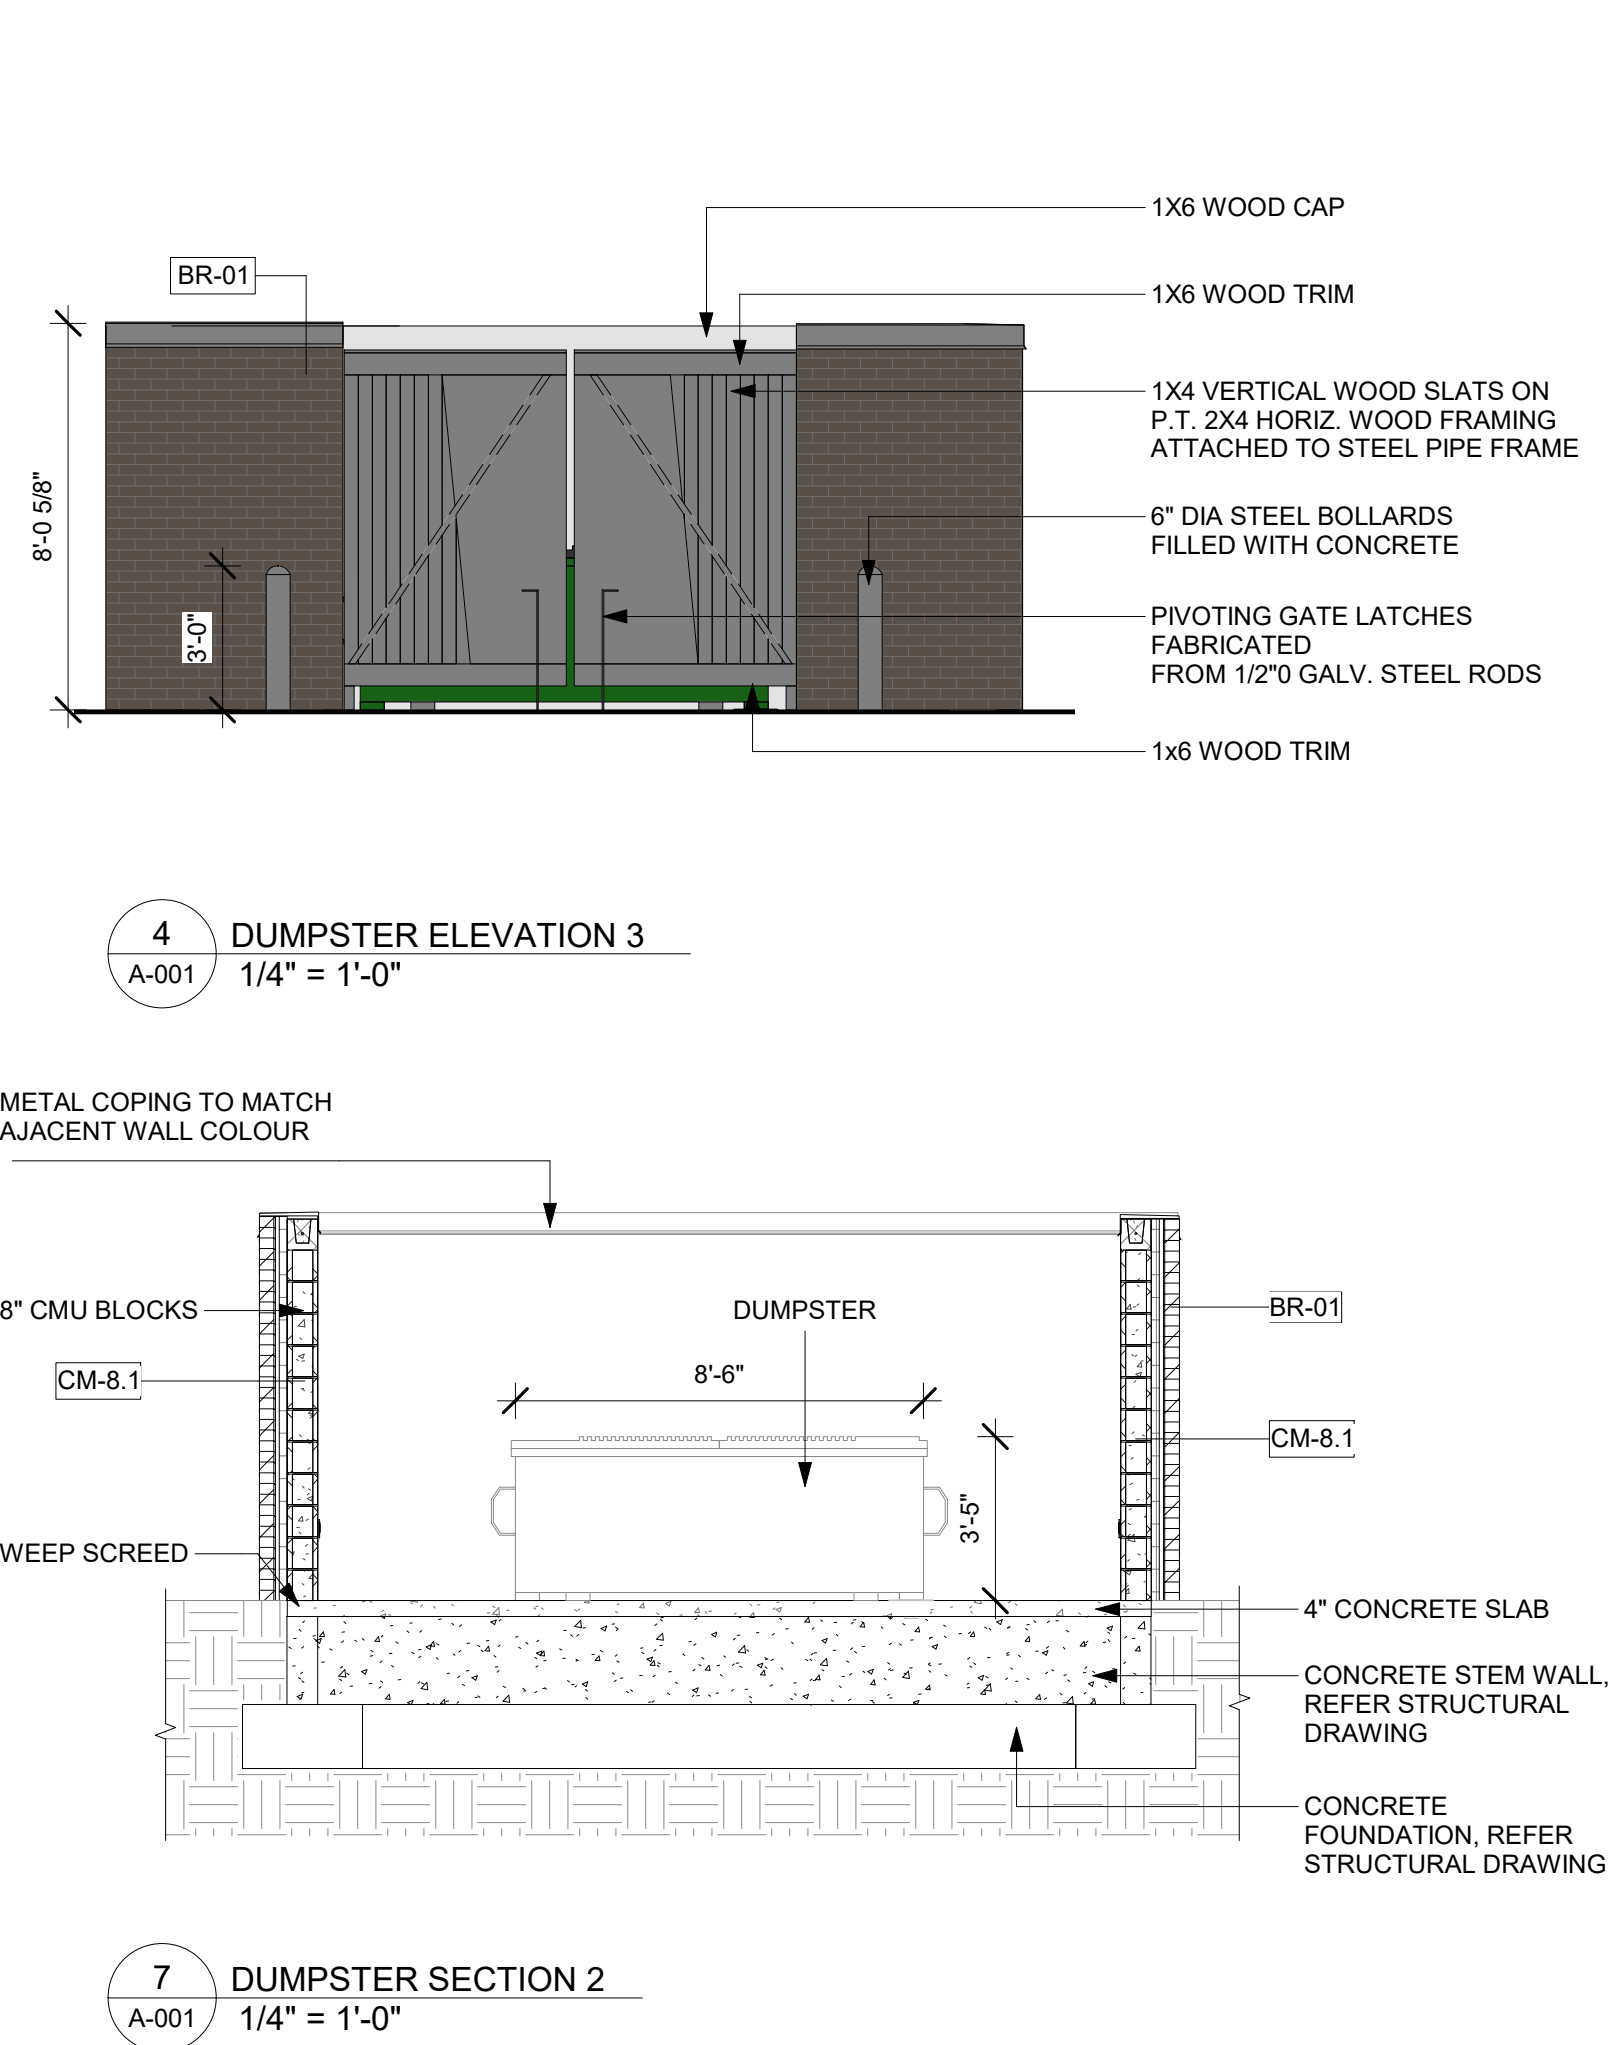 1X6 WOOD CAP
BR-01
1X6 WOOD TRIM
1X4 VERTICAL WOOD SLATS ON
P.T. 2X4 HORIZ. WOOD FRAMING
ATTACHED TO STEEL PIPE FRAME
8'-0 5/8"
6" DIA STEEL BOLLARDS
FILLED WITH CONCRETE
3'-0"
PIVOTING GATE LATCHES
FABRICATED
FROM 1/2"0 GALV. STEEL RODS
1x6 WOOD TRIM
4
A-001
DUMPSTER ELEVATION 3
1/4" = 1'-0"
METAL COPING TO MATCH
AJACENT WALL COLOUR
8" CMU BLOCKS
DUMPSTER
BR-01
CM-8.1
8'-6"
CM-8.1
3'-5"
WEEP SCREED
4" CONCRETE SLAB
CONCRETE STEM WALL,
REFER STRUCTURAL
DRAWING
CONCRETE
FOUNDATION, REFER
STRUCTURAL DRAWING
7
A-001
DUMPSTER SECTION 2
1/4" = 1'-0"